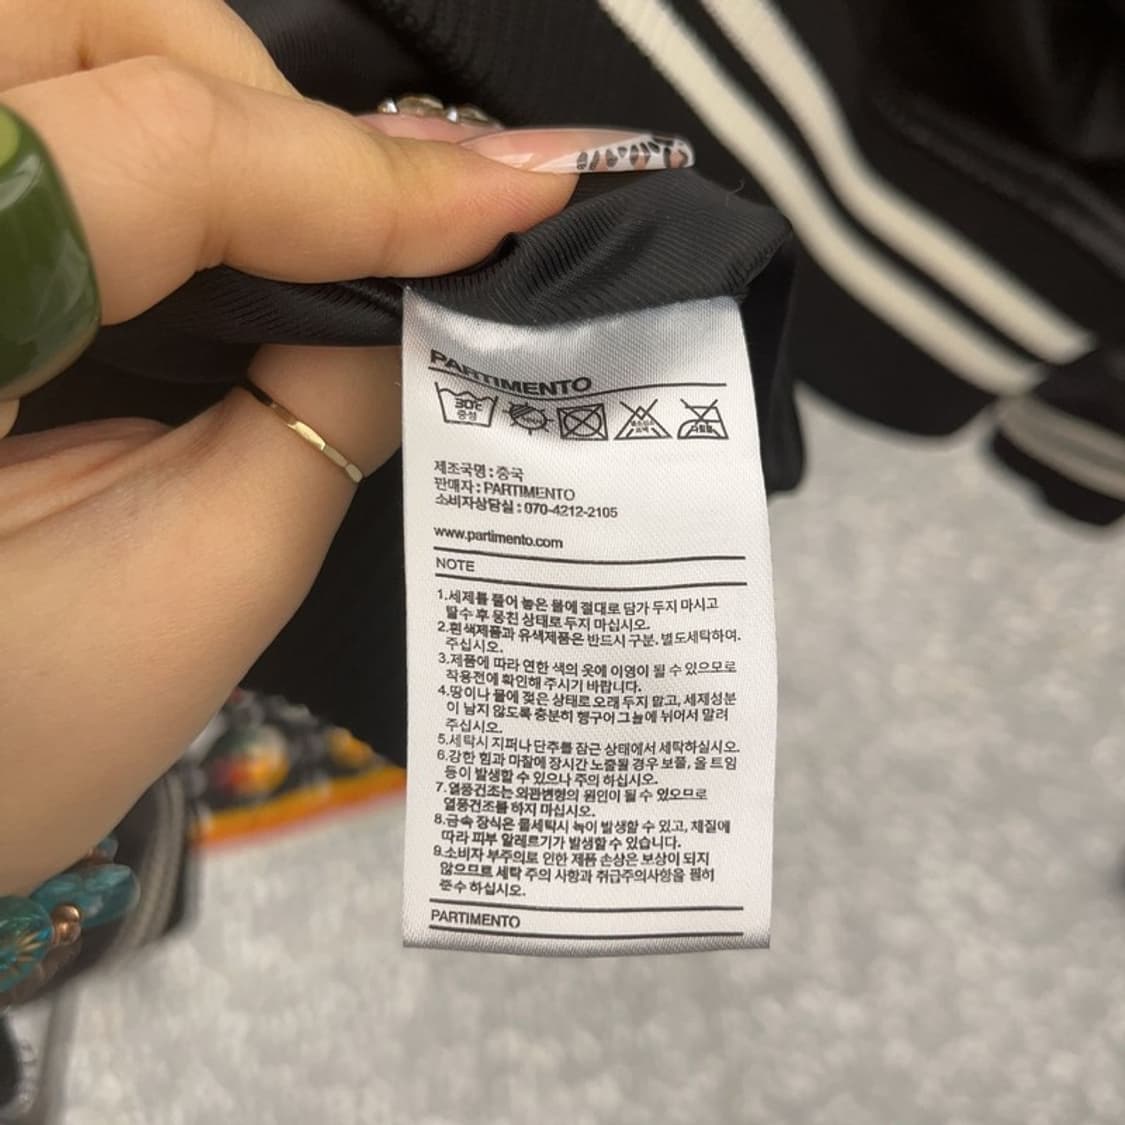 PARTIMENTO
30℃
중성
제조국명 : 중국
판매자 : PARTIMENTO
소비자상담실 : 070-4212-2105
www.partimento.com
NOTE
1.세제를 풀어 놓은 물에 절대로 담가 두지 마시고
탈수 후 뭉친 상태로 두지 마십시오.
2.흰색제품과 유색제품은 반드시 구분. 별도세탁하여.
주십시오.
3.제품에 따라 연한 색의 옷에 이염이 될 수 있으므로
착용전에 확인해 주시기 바랍니다.
4.땀이나 물에 젖은 상태로 오래 두지 말고, 세제성분
이 남지 않도록 충분히 헹구어 그늘에 뉘어서 말려
주십시오.
5.세탁시 지퍼나 단추를 잠근 상태에서 세탁하실시오.
6.강한 힘과 마찰에 장시간 노출될 경우 보풀, 올 트임
등이 발생할 수 있으나 주의 하십시오.
7.열풍건조는 외관변형의 원인이 될 수 있으므로
열풍건조를 하지 마십시오.
8.금속 장식은 물세탁시 녹이 발생할 수 있고, 체질에
따라 피부 알레르기가 발생할 수 있습니다.
9.소비자 부주의로 인한 제품 손상은 보상이 되지
않으므로 세탁 주의 사항과 취급주의사항을 필히
준수 하십시오.
PARTIMENTO